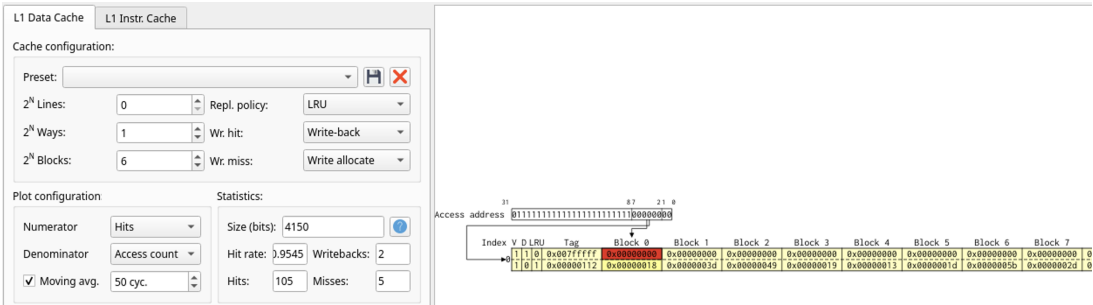 L1 Data Cache L1 Instr. Cache
Cache configuration:
Preset:
2^N Lines: 0 Repl. policy: LRU
2^N Ways: 1 Wr. hit: Write-back
2^N Blocks: 6 Wr. miss: Write allocate
Plot configuration Statistics:
Numerator Hits Size (bits): 4150 ?
Denominator Access count Hit rate: 0.9545 Writebacks: 2
Moving avg. 50 cyc. Hits: 105 Misses: 5
31 8 7 2 1 0
Access address
Index V D LRU Tag Block 0 Block 1 Block 2 Block 3 Block 4 Block 5 Block 6 Block 7
0 1 1 0 0x007fffff 0x00000000 0x00000000 0x00000000 0x00000000 0x00000000 0x00000000 0x00000000 0x00000000
1 0 1 0x00000112 0x00000018 0x0000003d 0x00000049 0x00000019 0x00000013 0x0000001d 0x0000005b 0x0000002d